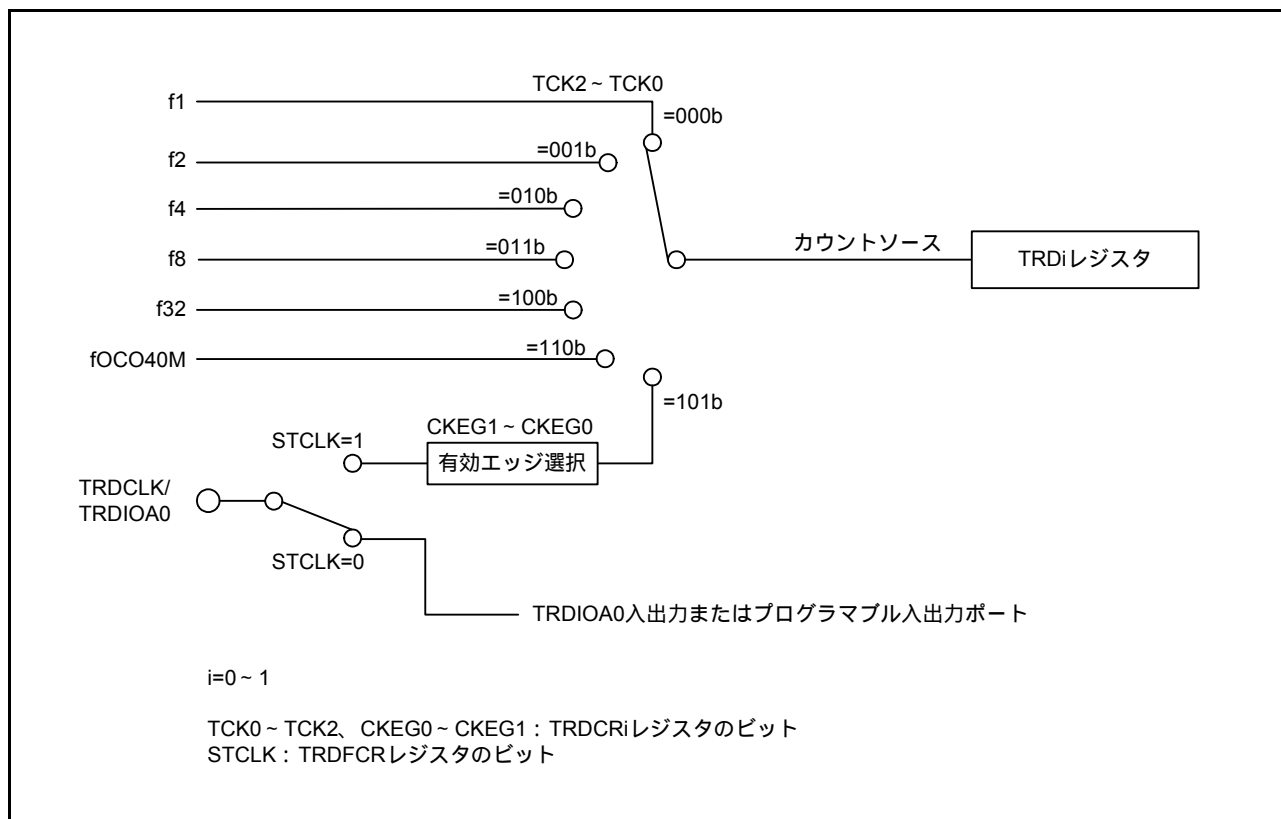 TCK2 ~ TCK0
f1
=000b
f2
=001b
f4
=010b
f8
=011b
カウントソース
TRDiレジスタ
f32
=100b
fOCO40M
=110b
=101b
CKEG1 ~ CKEG0
STCLK=1
有効エッジ選択
TRDCLK/
TRDIOA0
STCLK=0
TRDIOA0入出力またはプログラマブル入出力ポート
i=0 ~ 1
TCK0 ~ TCK2、CKEG0 ~ CKEG1 : TRDCRiレジスタのビット
STCLK : TRDFCRレジスタのビット